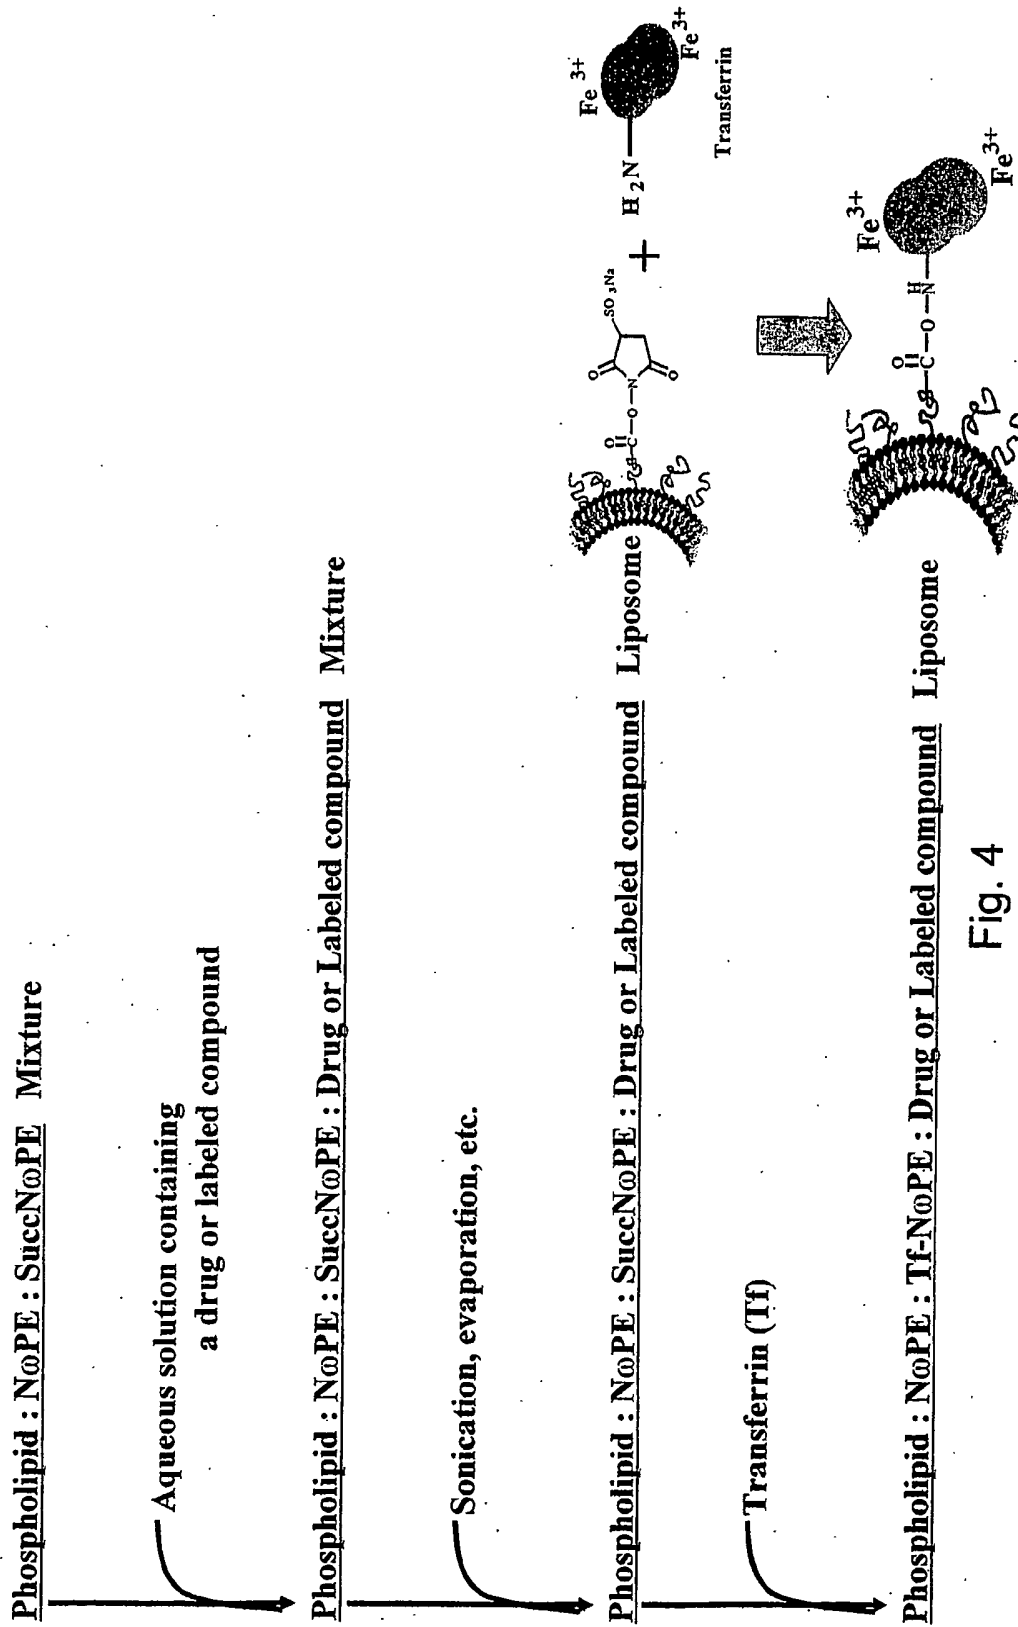 Phospholipid : NωPE : SuccNωPE Mixture
Aqueous solution containing
a drug or labeled compound
Phospholipid : NωPE : SuccNωPE : Drug or Labeled compound Mixture
Sonication, evaporation, etc.
Phospholipid : NωPE : SuccNωPE : Drug or Labeled compound Liposome
O
C
O
N
O
O
SO3Na
+
H2N
Fe3+
Fe3+
Transferrin
Transferrin (Tf)
Phospholipid : NωPE : Tf-NωPE : Drug or Labeled compound Liposome
O
C
O
H
N
Fe3+
Fe3+
Fig. 4